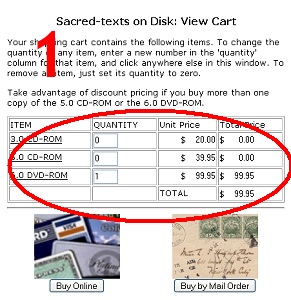 Sacred-texts on Disk: View Cart
1
Your shopping cart contains the following items. To change
the quantity of any item, enter a new number in the 'quantity'
column for that item, and click anywhere else in this window. To
remove an item, just set its quantity to zero.
Take advantage of discount pricing if you buy more than one
copy of the 5.0 CD-ROM or the 6.0 DVD-ROM.
ITEM QUANTITY Unit Price Total Price
3.0 CD-ROM 0 $ 20.00 $ 0.00
5.0 CD-ROM 0 $ 39.95 $ 0.00
6.0 DVD-ROM 1 $ 99.95 $ 99.95
TOTAL $ 99.95
Buy Online Buy by Mail Order